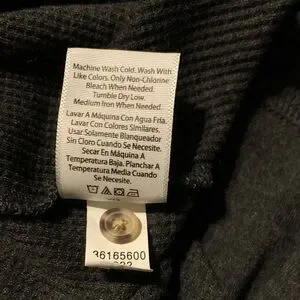 Machine Wash Cold. Wash With
Like Colors. Only Non-Chlorine
Bleach When Needed.
Tumble Dry Low.
Medium Iron When Needed.
Lavar A Máquina Con Agua Fría.
Lavar Con Colores Similares.
Usar Solamente Blanqueador
Sin Cloro Cuando Se Necesite.
Secar En Máquina A
Temperatura Baja. Planchar A
Temperatura Media Cuando
Se Necesite.
36165600